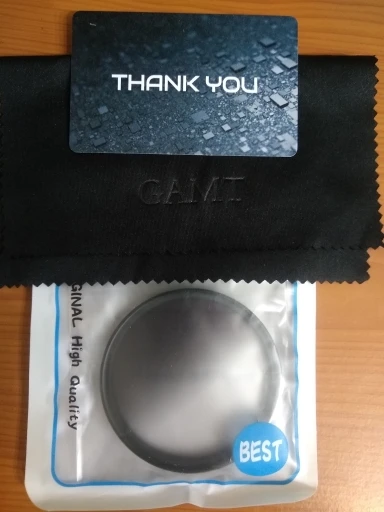 THANK YOU
GAMT
GINAL High Quality
BEST